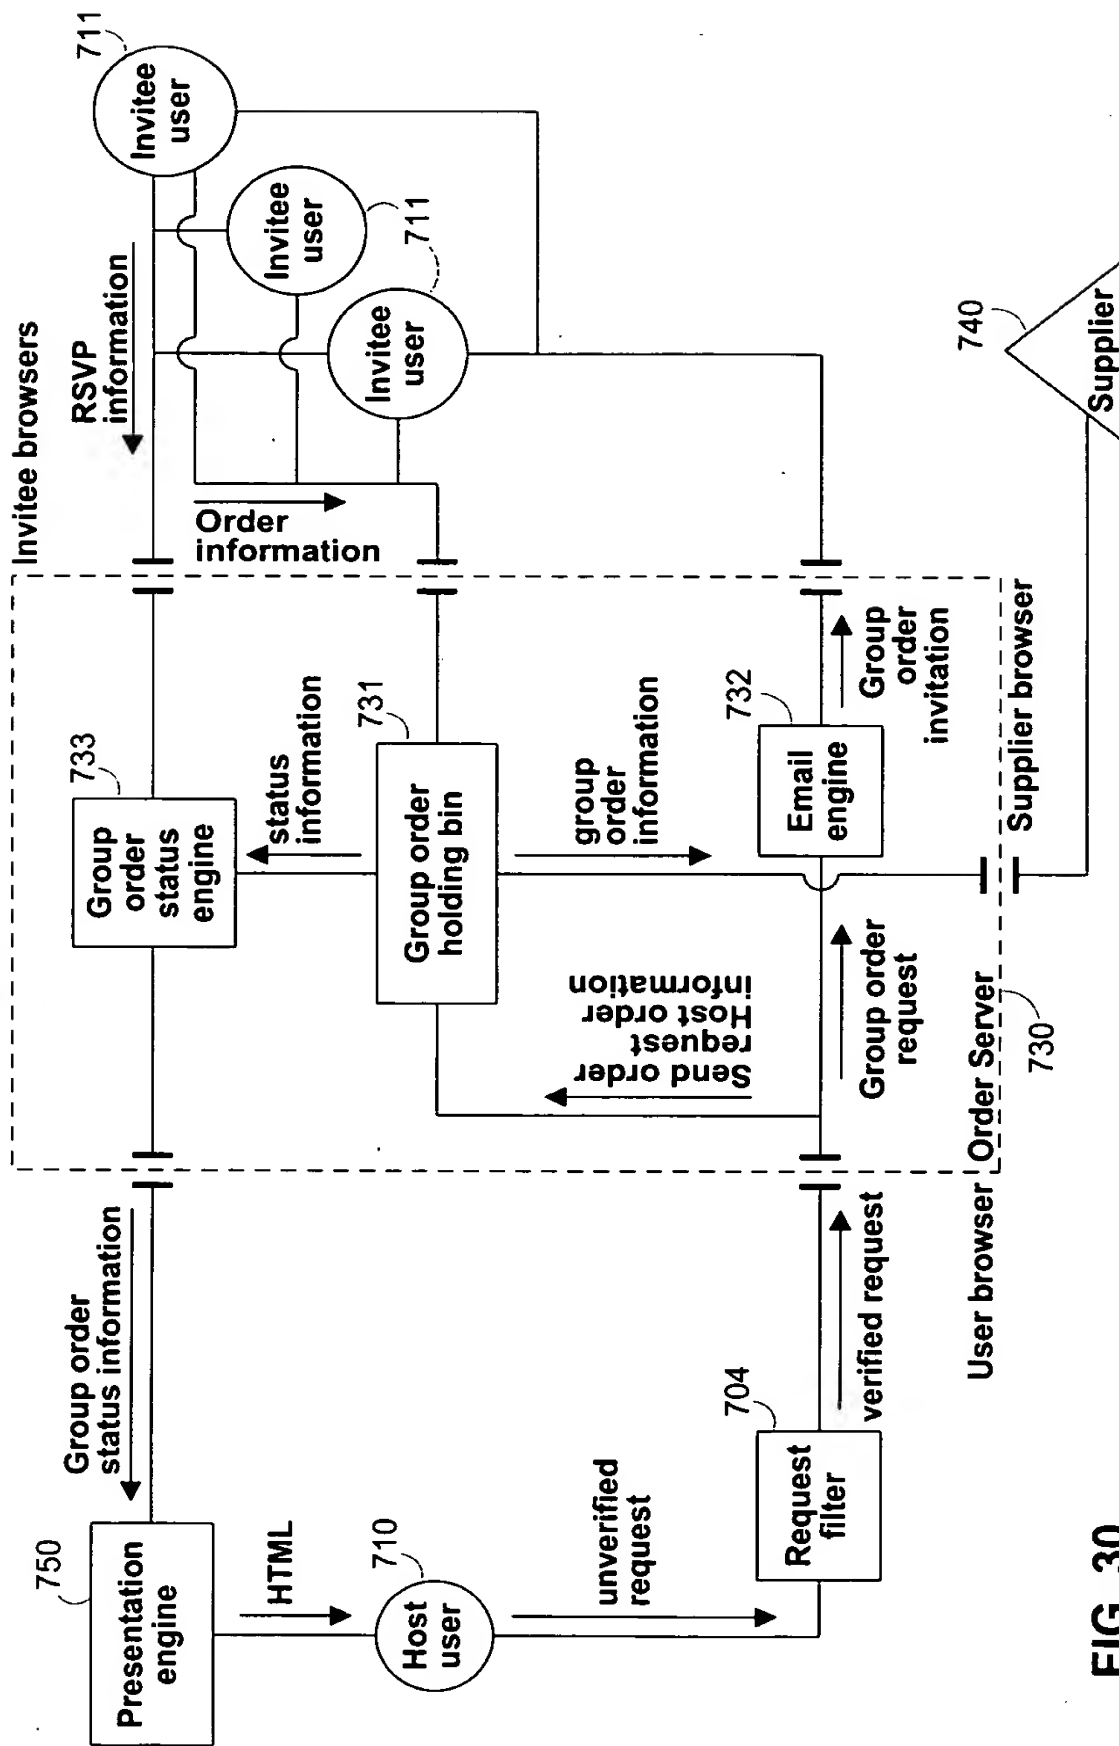 750
Presentation
engine
Group order
status information
HTML
710
Host
user
unverified
request
704
Request
filter
verified request
User browser
Order Server
730
733
Group
order
status
engine
status
information
731
Group order
holding bin
group
order
information
Send order
request
Host order
information
Group order
request
732
Email
engine
Group
order
invitation
Supplier browser
Invitee browsers
RSVP
information
Order
information
711
Invitee
user
Invitee
user
711
Invitee
user
740
Supplier
FIG. 30